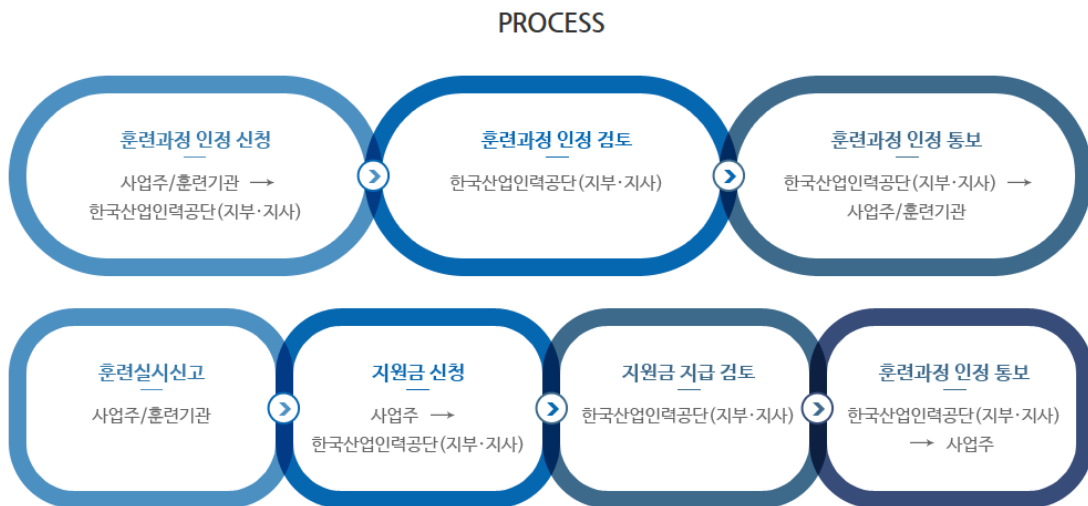 PROCESS
훈련과정 인정 신청
사업주/훈련기관 →
한국산업인력공단(지부·지사)
훈련과정 인정 검토
한국산업인력공단(지부·지사)
훈련과정 인정 통보
한국산업인력공단(지부·지사) →
사업주/훈련기관
훈련실시신고
사업주/훈련기관
지원금 신청
사업주 →
한국산업인력공단(지부·지사)
지원금 지급 검토
한국산업인력공단(지부·지사)
훈련과정 인정 통보
한국산업인력공단(지부·지사)
→ 사업주